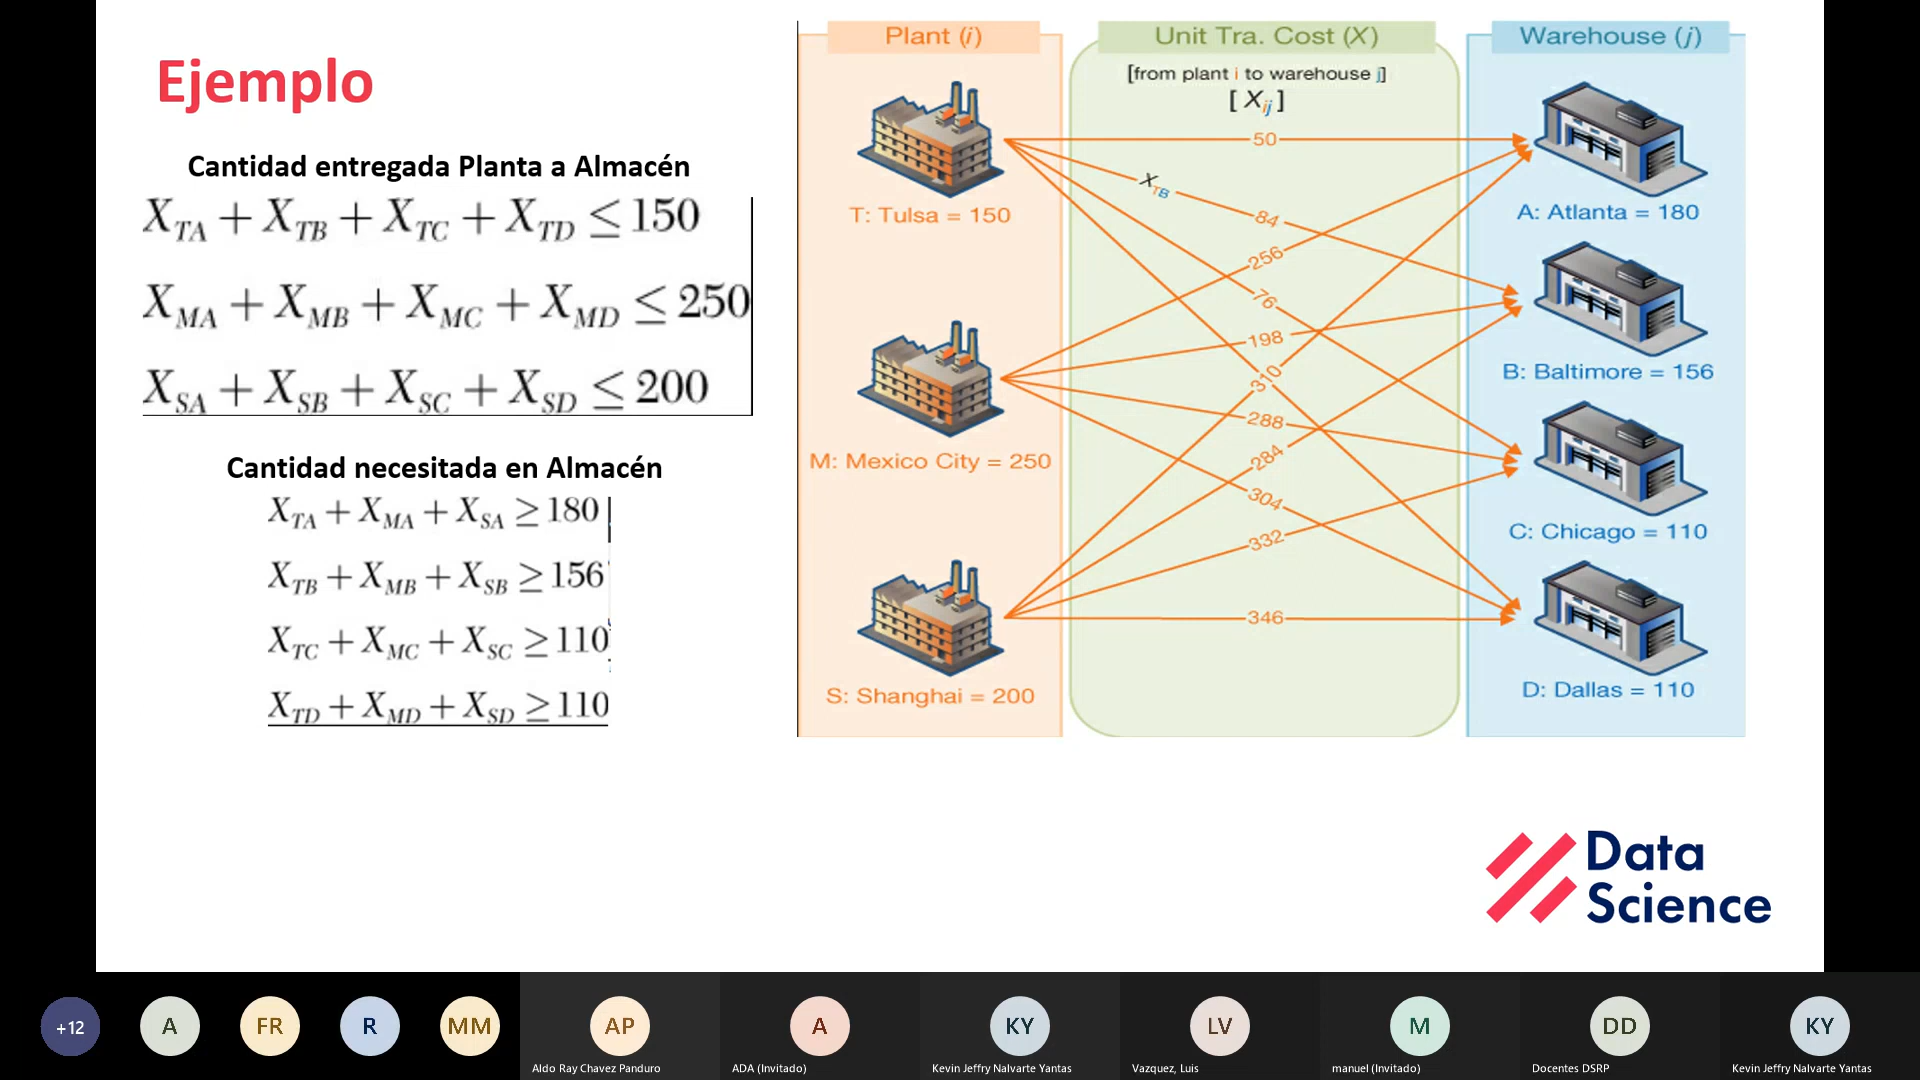 Ejemplo
Cantidad entregada Planta a Almacén
X_TA + X_TB + X_TC + X_TD ≤ 150
X_MA + X_MB + X_MC + X_MD ≤ 250
X_SA + X_SB + X_SC + X_SD ≤ 200
Cantidad necesitada en Almacén
X_TA + X_MA + X_SA ≥ 180
X_TB + X_MB + X_SB ≥ 156
X_TC + X_MC + X_SC ≥ 110
X_TD + X_MD + X_SD ≥ 110
Plant (i)
T: Tulsa = 150
M: Mexico City = 250
S: Shanghai = 200
Unit Tra. Cost (X)
[from plant i to warehouse j]
[ X_ij ]
50
X_TB
84
256
76
198
310
288
284
304
332
346
Warehouse (j)
A: Atlanta = 180
B: Baltimore = 156
C: Chicago = 110
D: Dallas = 110
Data
Science
+12
A
FR
R
MM
AP
Aldo Ray Chavez Panduro
A
ADA (Invitado)
KY
Kevin Jeffry Nalvarte Yantas
LV
Vazquez, Luis
M
manuel (Invitado)
DD
Docentes DSRP
KY
Kevin Jeffry Nalvarte Yantas